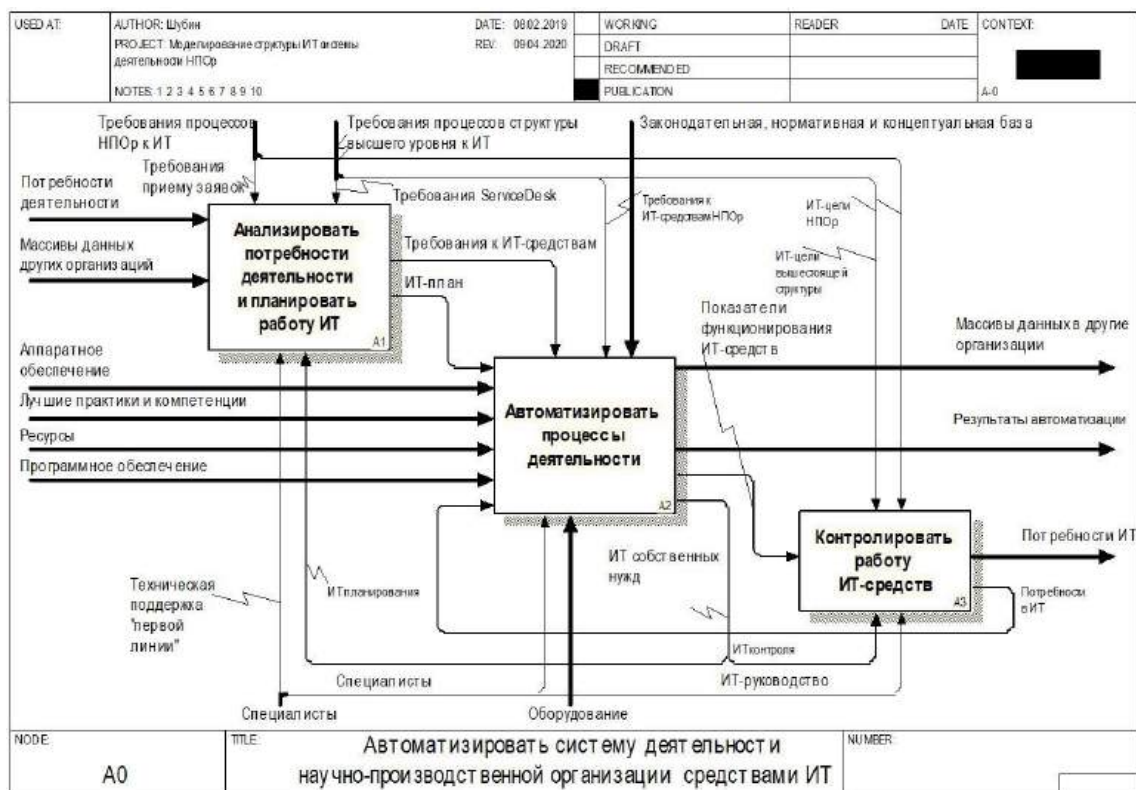 USED AT:
AUTHOR: Шубин
DATE: 08.02.2019
PROJECT: Моделирование структуры ИТ системы
деятельности НПОр
REV: 09.04.2020
NOTES: 1 2 3 4 5 6 7 8 9 10
WORKING
DRAFT
RECOMMENDED
PUBLICATION
READER
DATE
CONTEXT:
A-0
Требования процессов
НПОр к ИТ
Требования процессов структуры
высшего уровня к ИТ
Законодательная, нормативная и концептуальная база
Требования
приему заявок
Требования ServiceDesk
Потребности
деятельности
Массивы данных
других организаций
Анализировать
потребности
деятельности
и планировать
работу ИТ
A1
Требования к ИТ-средствам
ИТ-план
Требования к
ИТ-средствам НПОр
ИТ-цели
НПОр
ИТ-цели
вышестоящей
структуры
Показатели
функционирования
ИТ-средств
Массивы данных в другие
организации
Аппаратное
обеспечение
Лучшие практики и компетенции
Ресурсы
Программное обеспечение
Автоматизировать
процессы
деятельности
A2
Результаты автоматизации
Контролировать
работу
ИТ-средств
A3
Потребности ИТ
Потребности
в ИТ
Техническая
поддержка
"первой
линии"
ИТ планирования
ИТ собственных
нужд
ИТ контроля
Специалисты
ИТ-руководство
Специалисты
Оборудование
NODE:
A0
TITLE:
Автоматизировать систему деятельности
научно-производственной организации средствами ИТ
NUMBER: